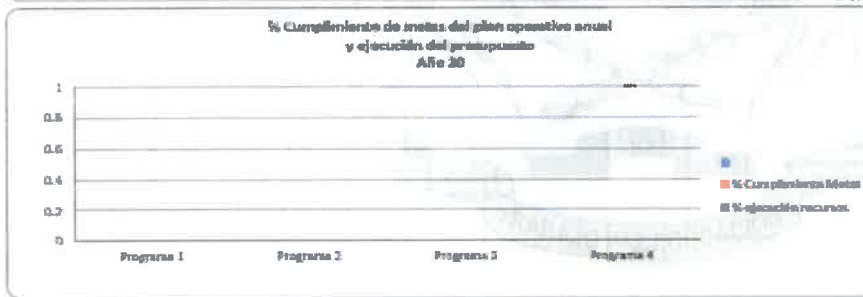 % Cumplimiento de metas del plan operativo anual
y ejecución del presupuesto
Año 20
1
0.8
0.6
0.4
0.2
0
Programa 1
Programa 2
Programa 3
Programa 4
% Cumplimiento Metas
% ejecución recursos